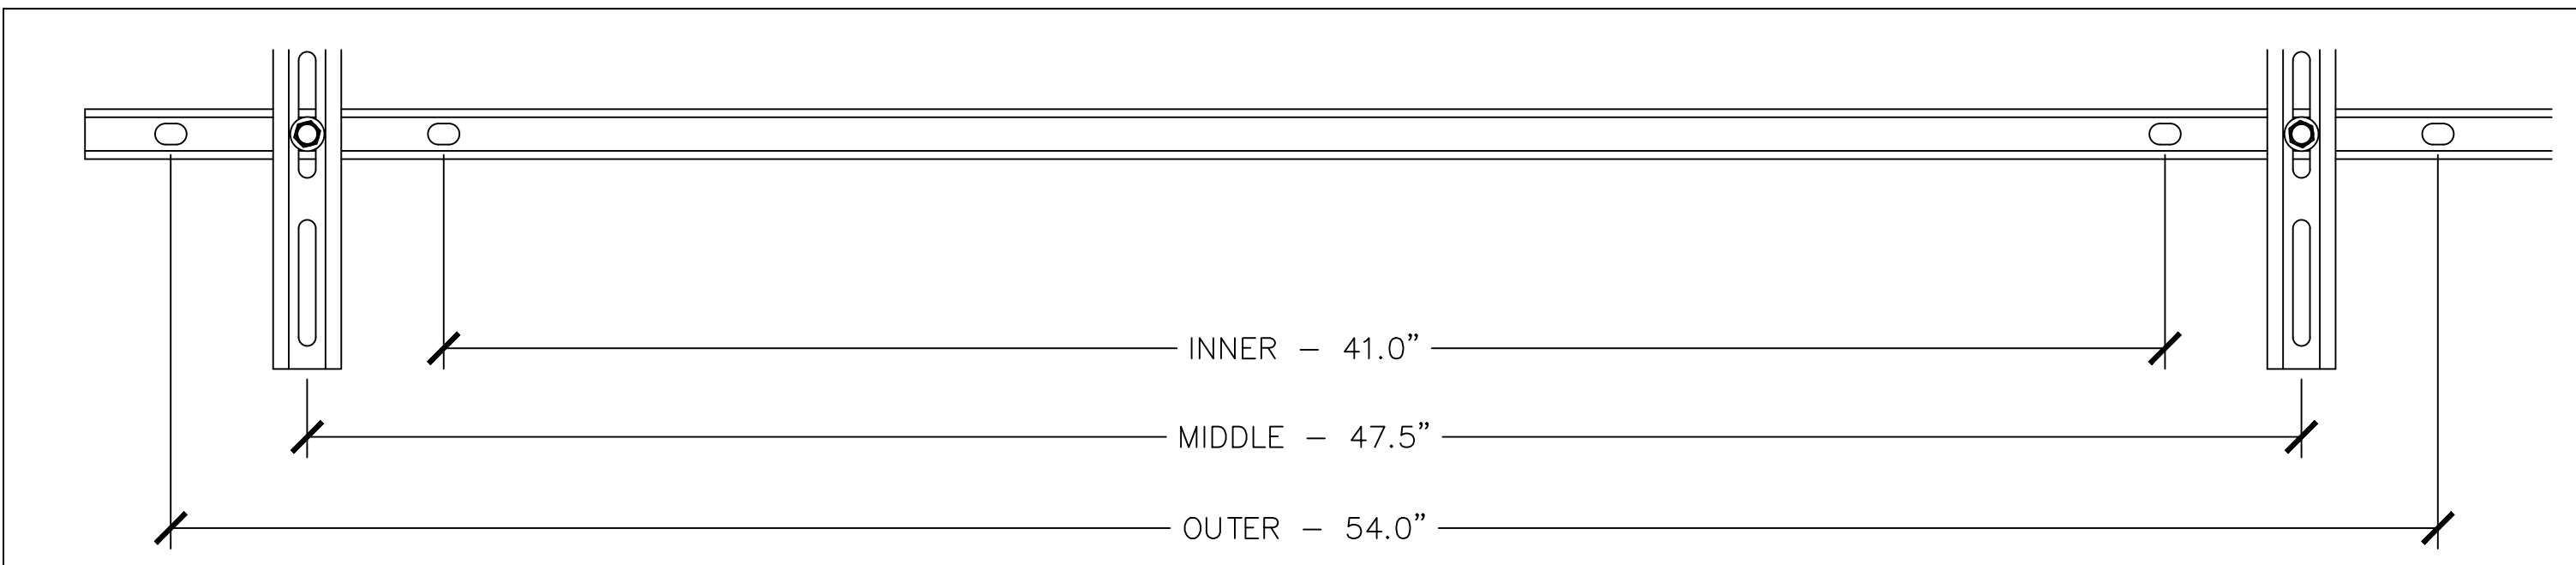 INNER – 41.0”
MIDDLE – 47.5”
OUTER – 54.0”